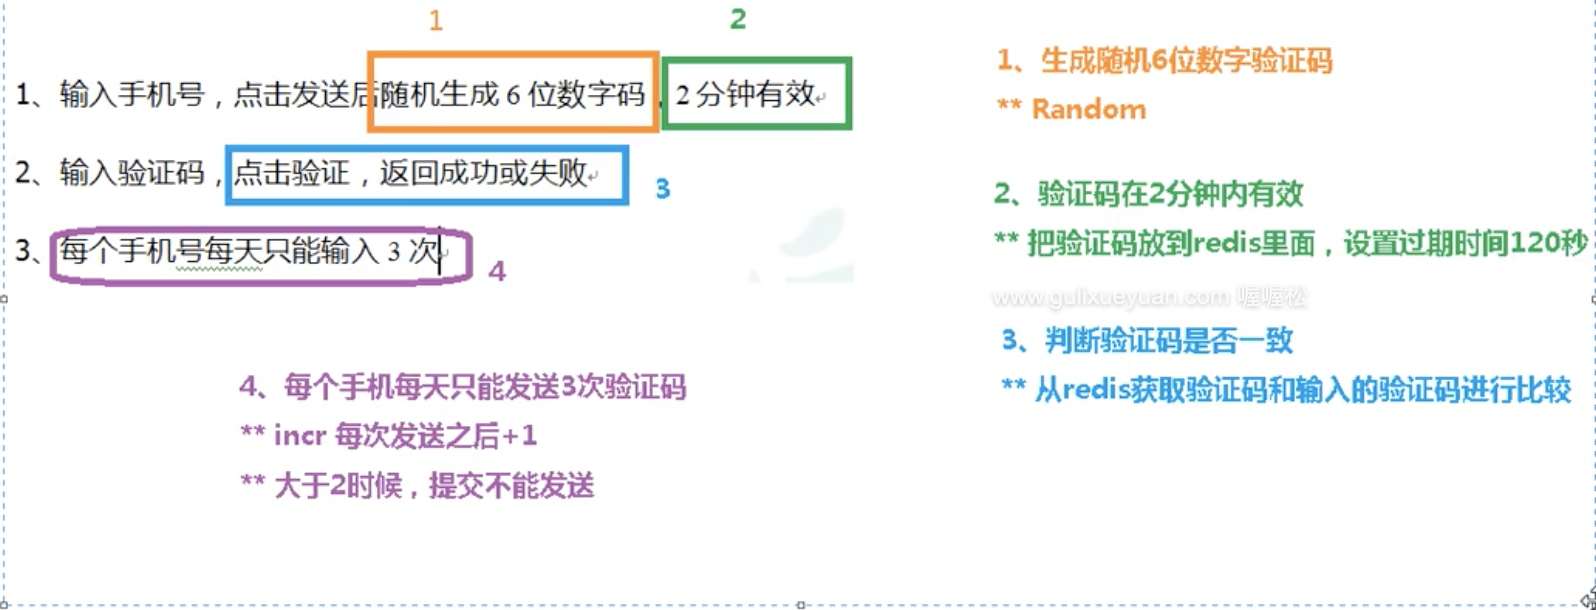 1
2
1、输入手机号，点击发送后随机生成 6 位数字码，2 分钟有效
2、输入验证码，点击验证，返回成功或失败
3
3、每个手机号每天只能输入 3 次
4
1、生成随机6位数字验证码
** Random
2、验证码在2分钟内有效
** 把验证码放到redis里面，设置过期时间120秒
www.gulixueyuan.com 喔喔松
3、判断验证码是否一致
** 从redis获取验证码和输入的验证码进行比较
4、每个手机每天只能发送3次验证码
** incr 每次发送之后+1
** 大于2时候，提交不能发送